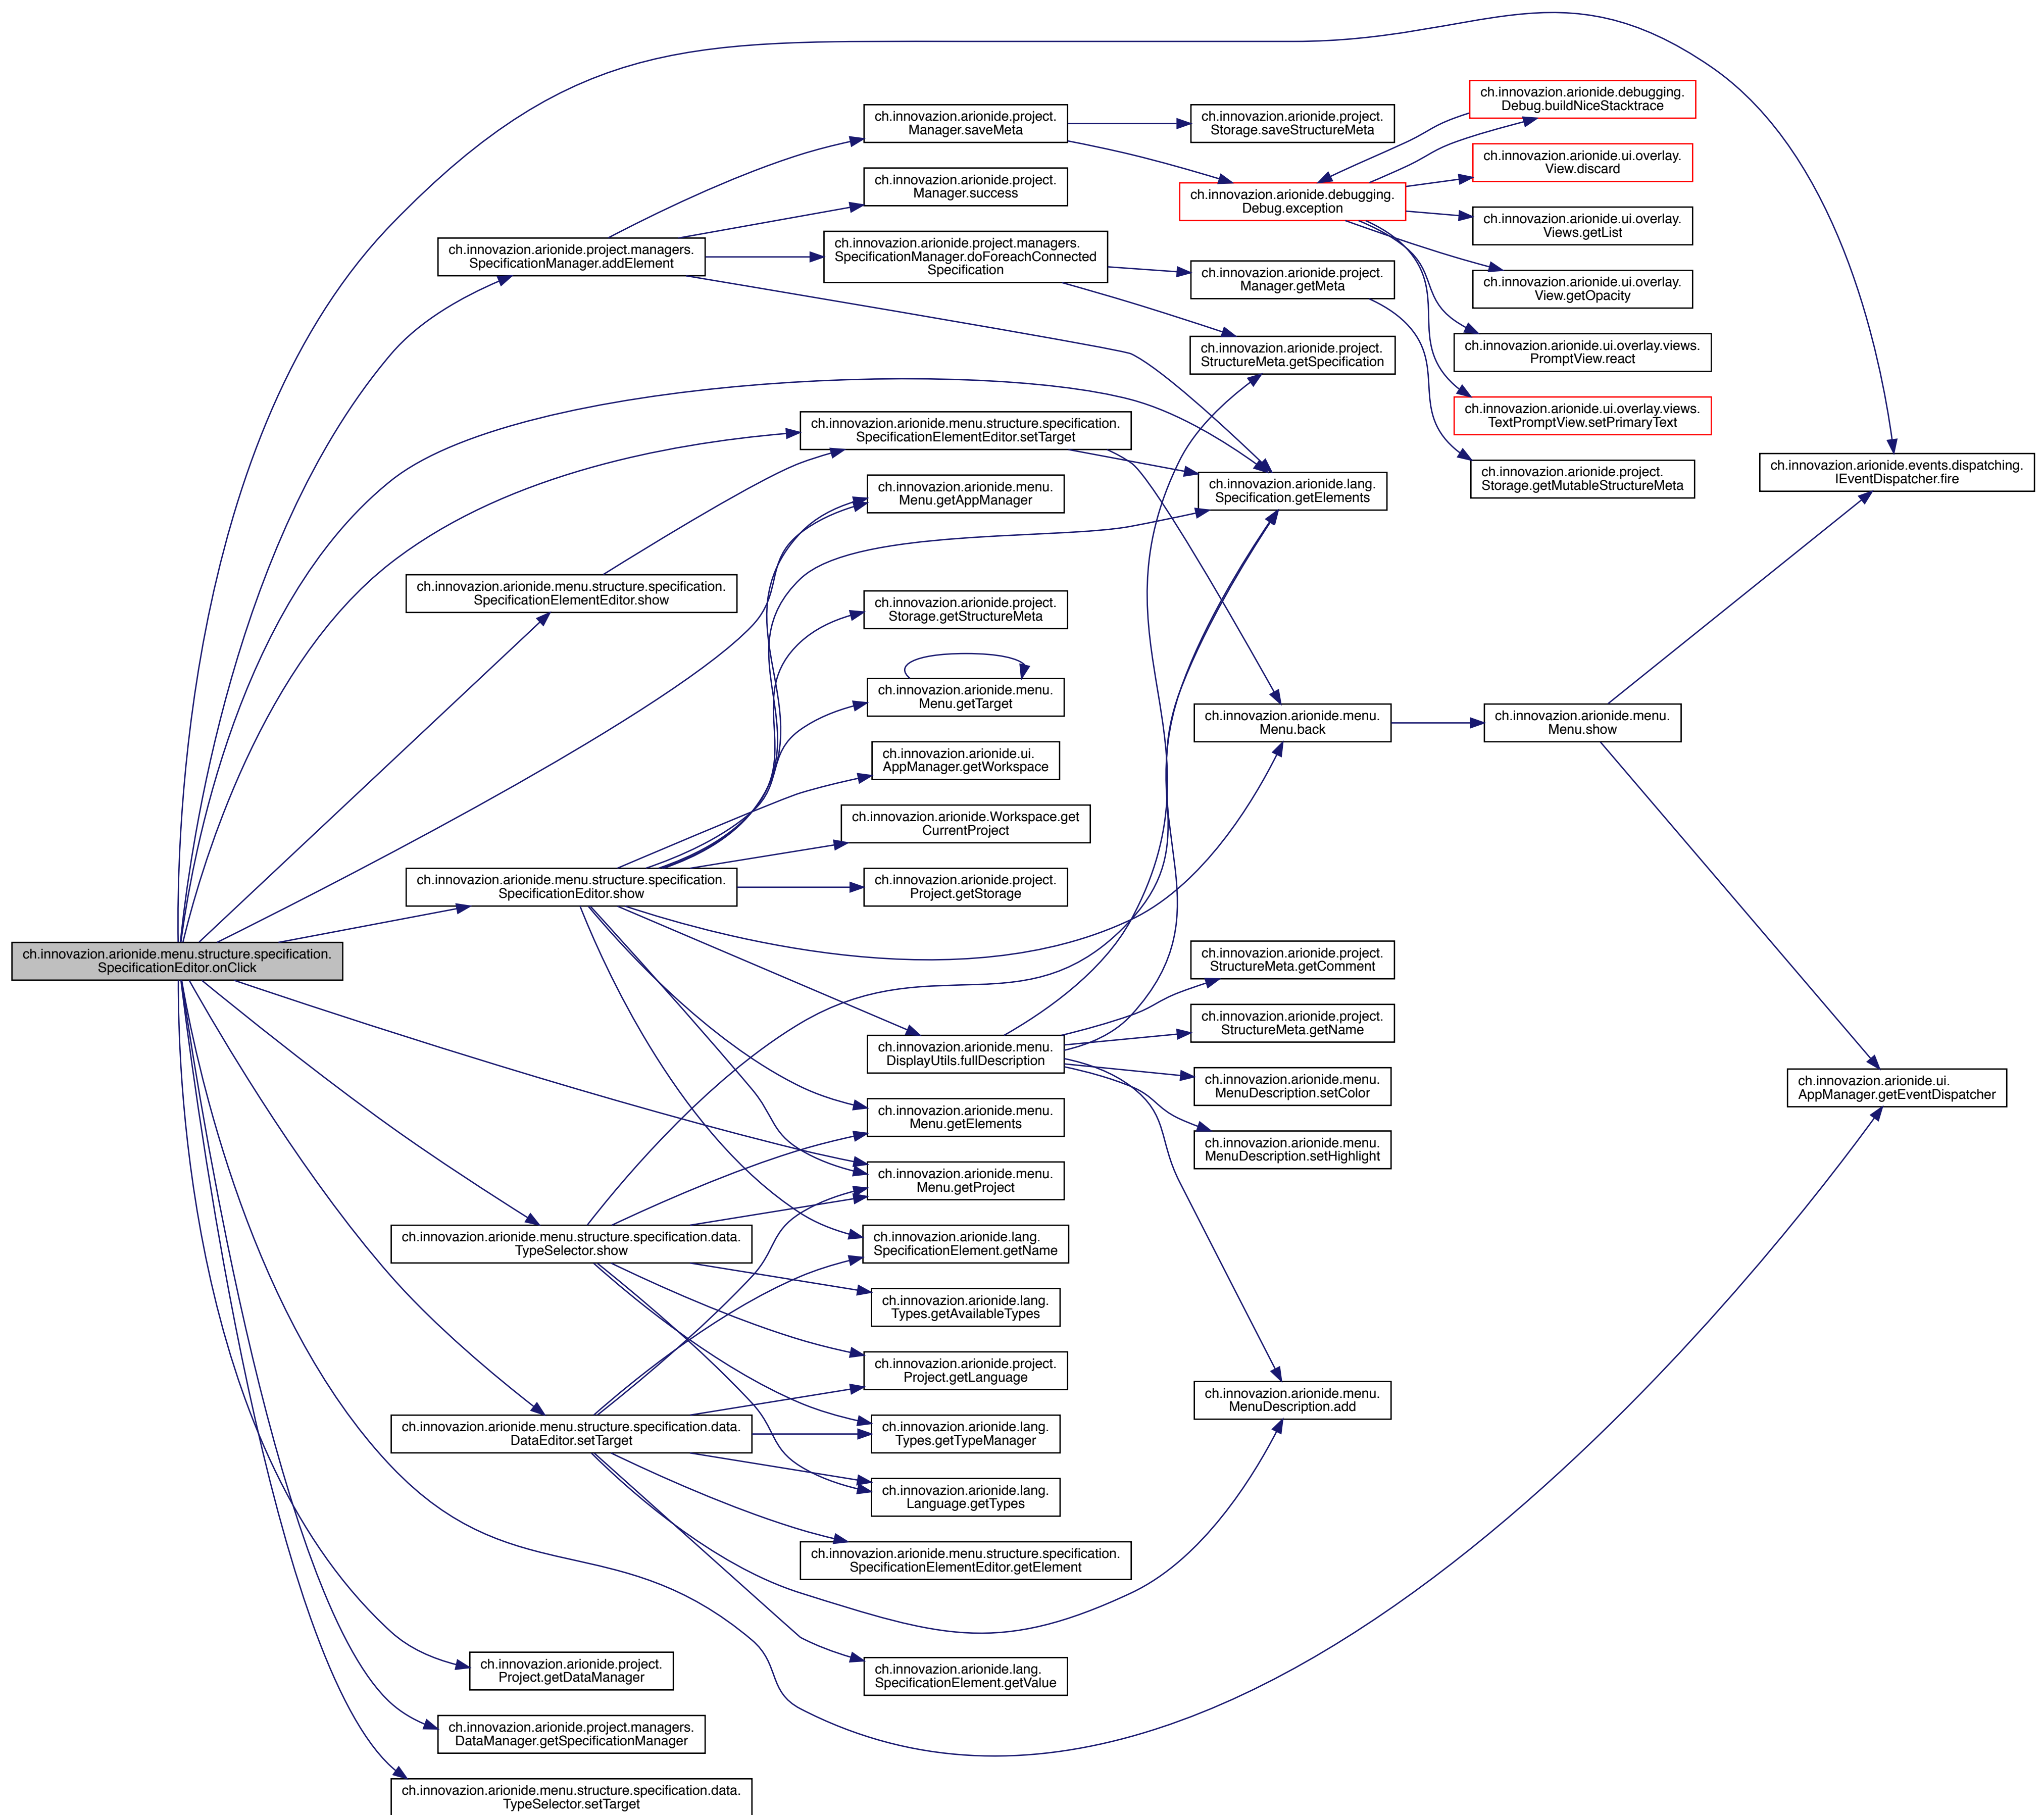 ch.innovazion.arionide.menu.structure.specification.
SpecificationEditor.onClick
ch.innovazion.arionide.project.managers.
SpecificationManager.addElement
ch.innovazion.arionide.menu.structure.specification.
SpecificationElementEditor.show
ch.innovazion.arionide.menu.structure.specification.
SpecificationEditor.show
ch.innovazion.arionide.menu.structure.specification.data.
TypeSelector.show
ch.innovazion.arionide.menu.structure.specification.data.
DataEditor.setTarget
ch.innovazion.arionide.project.
Project.getDataManager
ch.innovazion.arionide.project.managers.
DataManager.getSpecificationManager
ch.innovazion.arionide.menu.structure.specification.data.
TypeSelector.setTarget
ch.innovazion.arionide.project.
Manager.saveMeta
ch.innovazion.arionide.project.
Manager.success
ch.innovazion.arionide.project.managers.
SpecificationManager.doForeachConnected
Specification
ch.innovazion.arionide.menu.structure.specification.
SpecificationElementEditor.setTarget
ch.innovazion.arionide.menu.
Menu.getAppManager
ch.innovazion.arionide.project.
Storage.getStructureMeta
ch.innovazion.arionide.menu.
Menu.getTarget
ch.innovazion.arionide.ui.
AppManager.getWorkspace
ch.innovazion.arionide.Workspace.get
CurrentProject
ch.innovazion.arionide.project.
Project.getStorage
ch.innovazion.arionide.menu.
DisplayUtils.fullDescription
ch.innovazion.arionide.menu.
Menu.getElements
ch.innovazion.arionide.menu.
Menu.getProject
ch.innovazion.arionide.lang.
SpecificationElement.getName
ch.innovazion.arionide.lang.
Types.getAvailableTypes
ch.innovazion.arionide.project.
Project.getLanguage
ch.innovazion.arionide.lang.
Types.getTypeManager
ch.innovazion.arionide.lang.
Language.getTypes
ch.innovazion.arionide.menu.structure.specification.
SpecificationElementEditor.getElement
ch.innovazion.arionide.lang.
SpecificationElement.getValue
ch.innovazion.arionide.project.
Storage.saveStructureMeta
ch.innovazion.arionide.debugging.
Debug.exception
ch.innovazion.arionide.project.
Manager.getMeta
ch.innovazion.arionide.project.
StructureMeta.getSpecification
ch.innovazion.arionide.lang.
Specification.getElements
ch.innovazion.arionide.menu.
Menu.back
ch.innovazion.arionide.project.
StructureMeta.getComment
ch.innovazion.arionide.project.
StructureMeta.getName
ch.innovazion.arionide.menu.
MenuDescription.setColor
ch.innovazion.arionide.menu.
MenuDescription.setHighlight
ch.innovazion.arionide.menu.
MenuDescription.add
ch.innovazion.arionide.debugging.
Debug.buildNiceStacktrace
ch.innovazion.arionide.ui.overlay.
View.discard
ch.innovazion.arionide.ui.overlay.
Views.getList
ch.innovazion.arionide.ui.overlay.
View.getOpacity
ch.innovazion.arionide.ui.overlay.views.
PromptView.react
ch.innovazion.arionide.ui.overlay.views.
TextPromptView.setPrimaryText
ch.innovazion.arionide.project.
Storage.getMutableStructureMeta
ch.innovazion.arionide.menu.
Menu.show
ch.innovazion.arionide.events.dispatching.
IEventDispatcher.fire
ch.innovazion.arionide.ui.
AppManager.getEventDispatcher